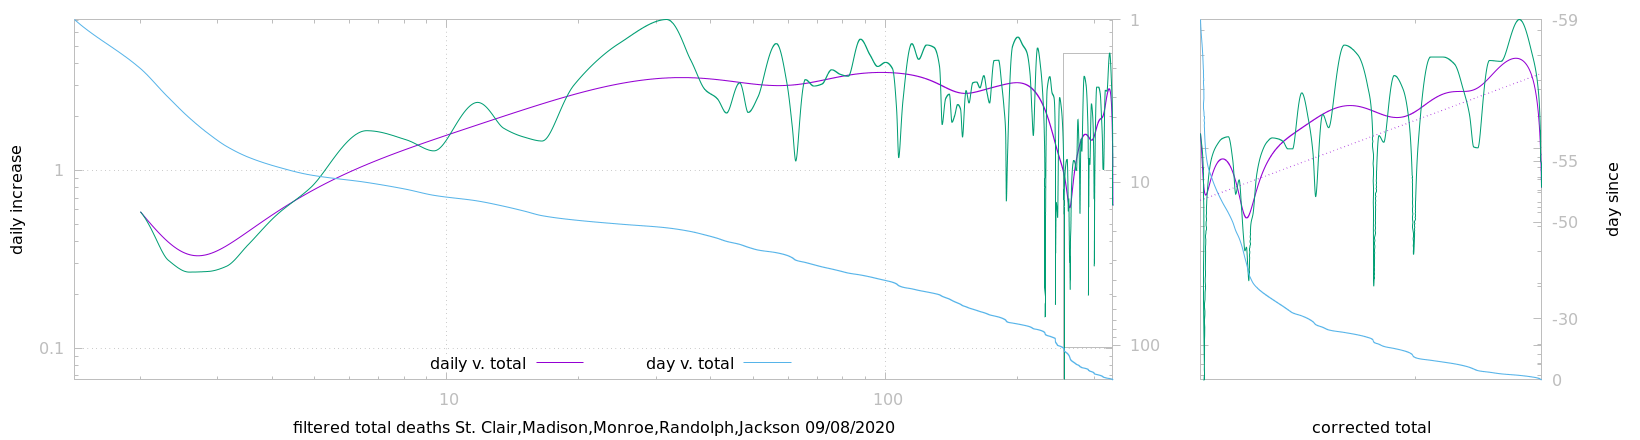 daily increase
1
0.1
10
100
1
10
100
daily v. total
day v. total
filtered total deaths St. Clair,Madison,Monroe,Randolph,Jackson 09/08/2020
-59
-55
-50
-30
0
day since
corrected total